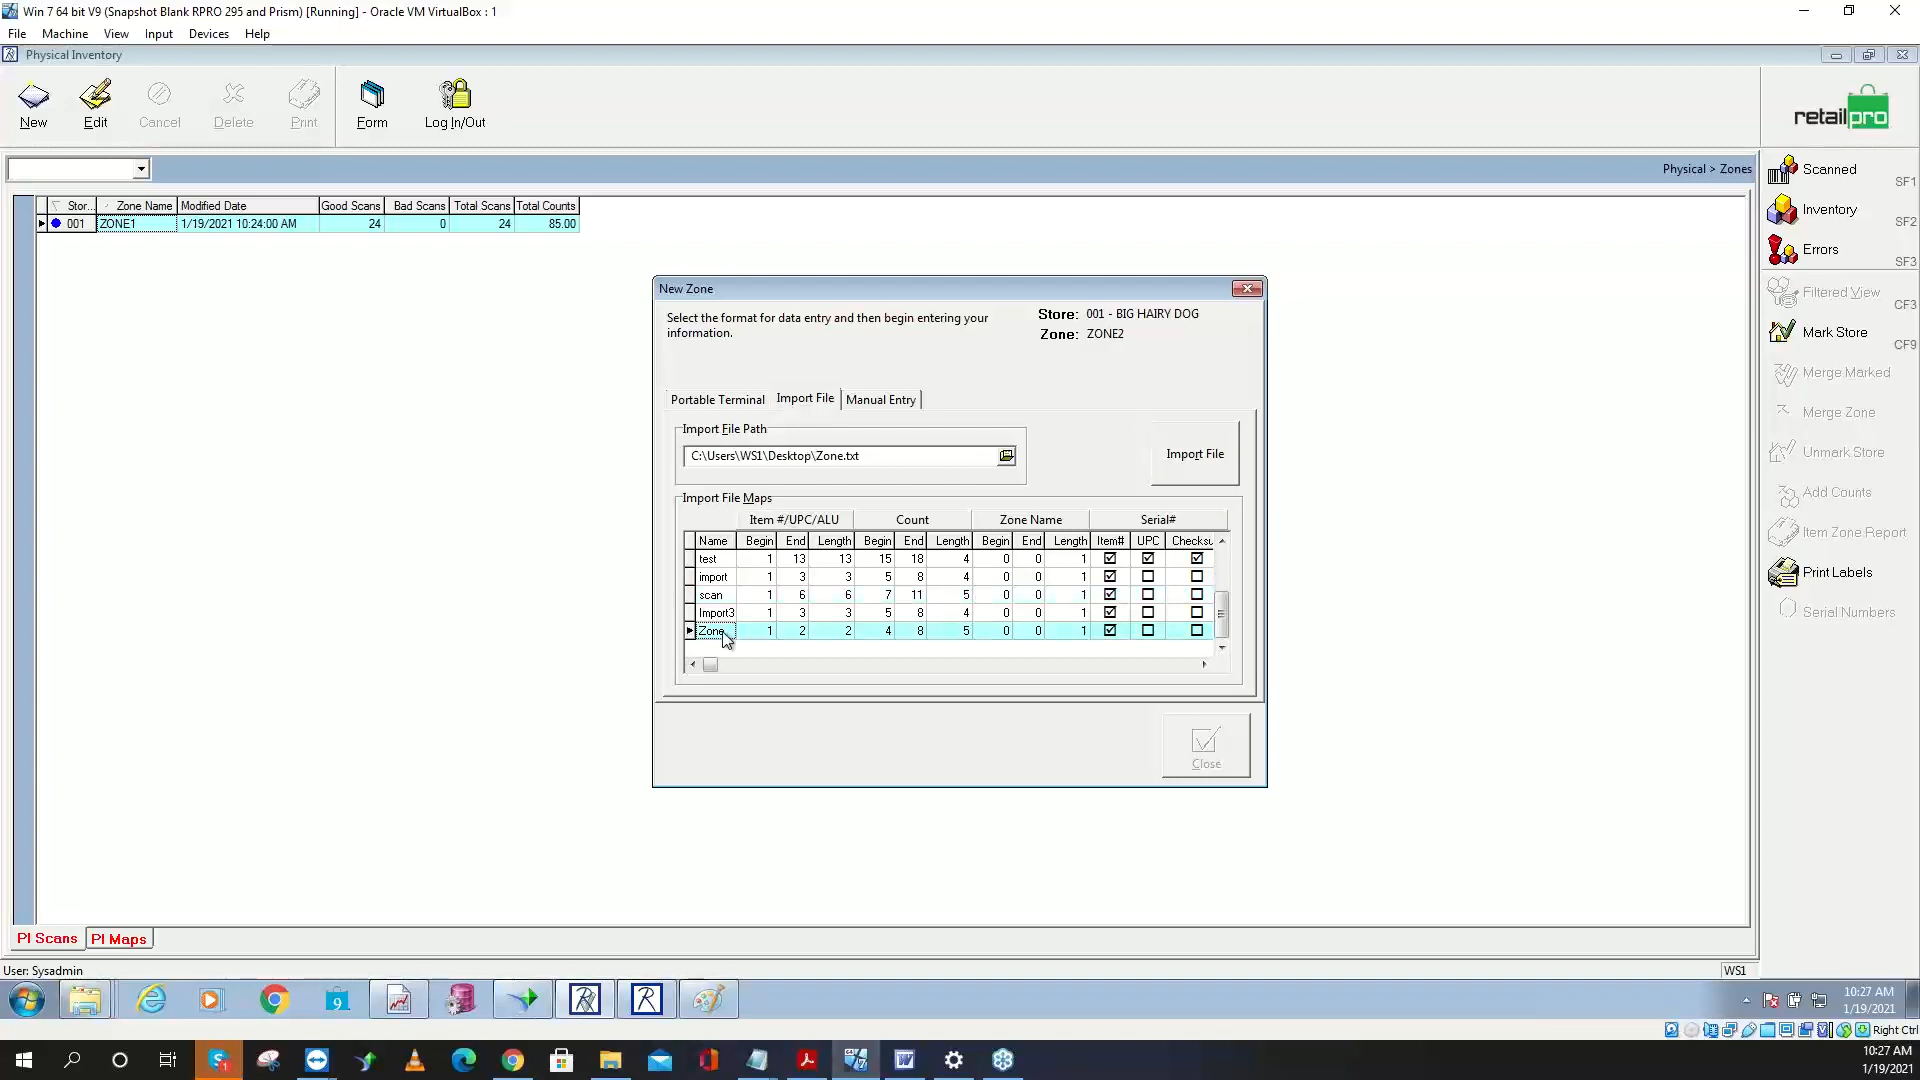 Win 7 64 bit V9 (Snapshot Blank RPRO 295 and Prism) [Running] - Oracle VM VirtualBox : 1
File Machine View Input Devices Help
Physical Inventory
New Edit Cancel Delete Print Form Log In/Out
retailpro
Physical > Zones
Stor... Zone Name Modified Date Good Scans Bad Scans Total Scans Total Counts
001 ZONE1 1/19/2021 10:24:00 AM 24 0 24 85.00
Scanned SF1
Inventory SF2
Errors SF3
Filtered View CF3
Mark Store CF9
Merge Marked
Merge Zone
Unmark Store
Add Counts
Item Zone Report
Print Labels
Serial Numbers
New Zone
Select the format for data entry and then begin entering your
information.
Store: 001 - BIG HAIRY DOG
Zone: ZONE2
Portable Terminal Import File Manual Entry
Import File Path
C:\Users\WS1\Desktop\Zone.txt
Import File
Import File Maps
Item #/UPC/ALU Count Zone Name Serial#
Name Begin End Length Begin End Length Begin End Length Item# UPC Checksu
test 1 13 13 15 18 4 0 0 1
import 1 3 3 5 8 4 0 0 1
scan 1 6 6 7 11 5 0 0 1
Import3 1 3 3 5 8 4 0 0 1
Zone 1 2 2 4 8 5 0 0 1
Close
PI Scans PI Maps
User: Sysadmin WS1
9
10:27 AM
1/19/2021
Right Ctrl
10:27 AM
1/19/2021